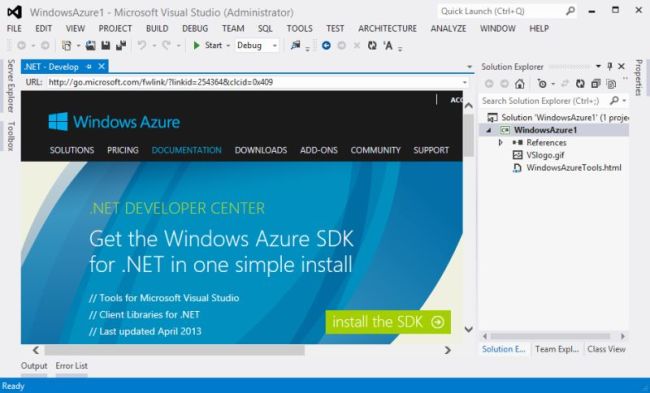 WindowsAzure1 - Microsoft Visual Studio (Administrator)
Quick Launch (Ctrl+Q)
FILE EDIT VIEW PROJECT BUILD DEBUG TEAM SQL TOOLS TEST ARCHITECTURE ANALYZE WINDOW HELP
Start Debug
Server Explorer
Toolbox
.NET - Develop
URL: http://go.microsoft.com/fwlink/?linkid=254364&clcid=0x409
ACC
Windows Azure
SOLUTIONS PRICING DOCUMENTATION DOWNLOADS ADD-ONS COMMUNITY SUPPORT
.NET DEVELOPER CENTER
Get the Windows Azure SDK
for .NET in one simple install
// Tools for Microsoft Visual Studio
// Client Libraries for .NET
// Last updated April 2013
install the SDK
Solution Explorer
Search Solution Explorer (Ctrl+;)
Solution 'WindowsAzure1' (1 projec
WindowsAzure1
References
VSlogo.gif
WindowsAzureTools.html
Solution E... Team Expl... Class View
Properties
Output Error List
Ready